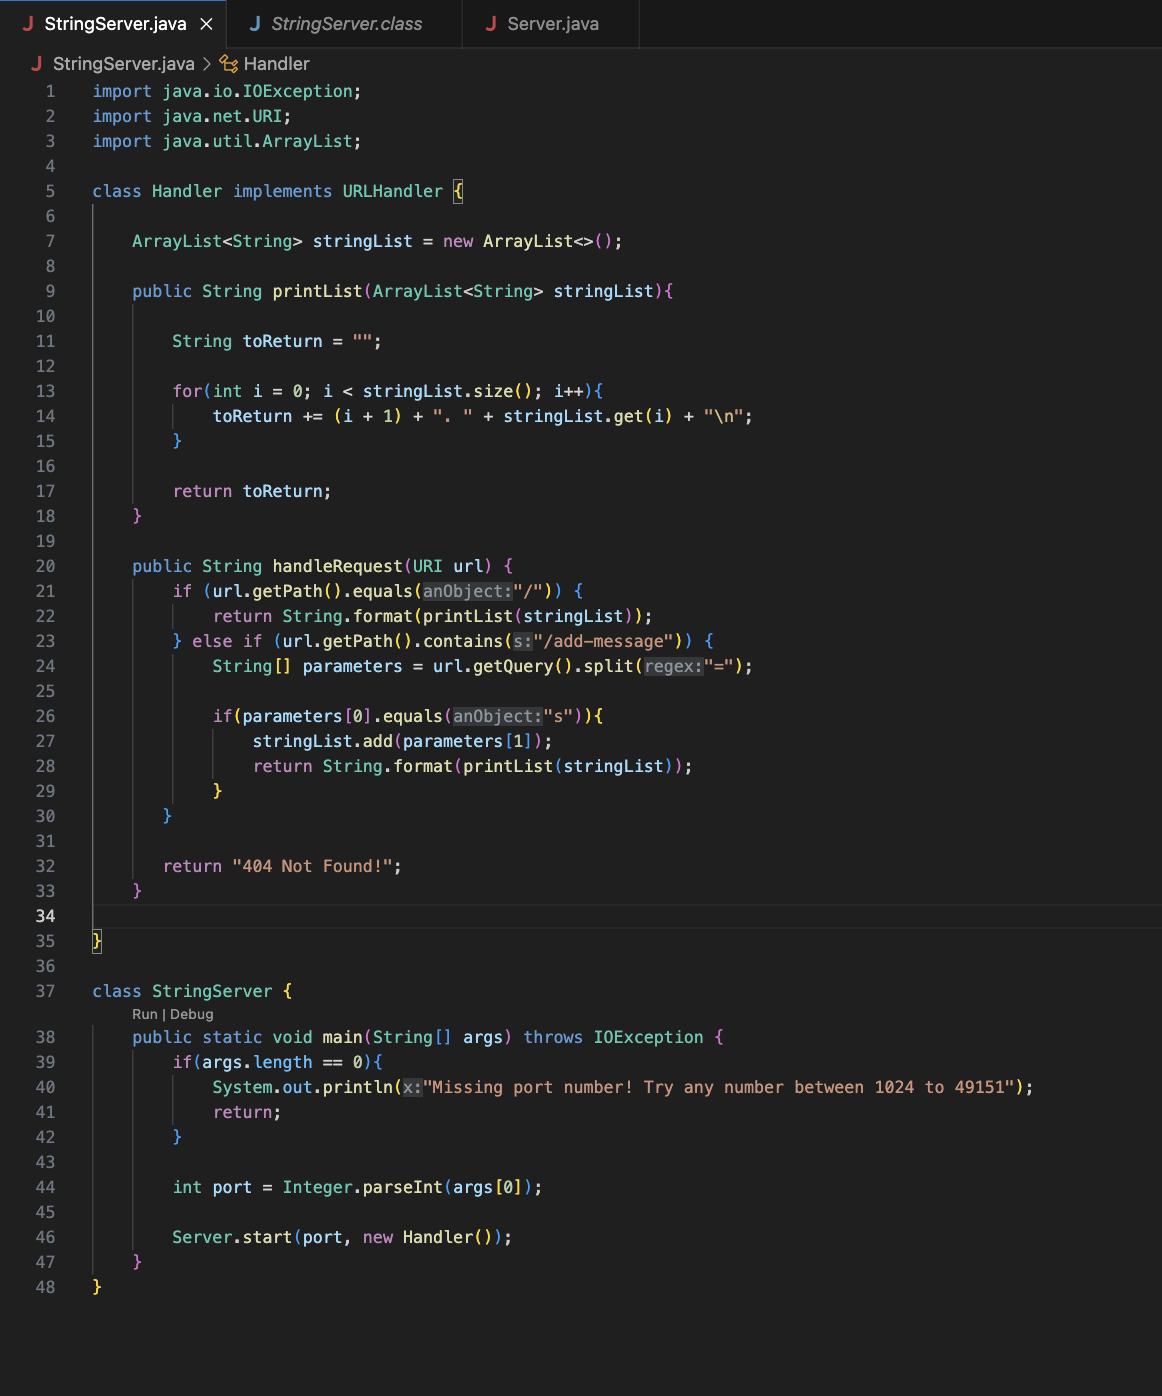 J StringServer.java × J StringServer.class J Server.java
J StringServer.java > Handler
1 import java.io.IOException;
2 import java.net.URI;
3 import java.util.ArrayList;
4
5 class Handler implements URLHandler {
6
7 ArrayList<String> stringList = new ArrayList<>();
8
9 public String printList(ArrayList<String> stringList){
10
11 String toReturn = "";
12
13 for(int i = 0; i < stringList.size(); i++){
14 toReturn += (i + 1) + ". " + stringList.get(i) + "\n";
15 }
16
17 return toReturn;
18 }
19
20 public String handleRequest(URI url) {
21 if (url.getPath().equals(anObject:"/")) {
22 return String.format(printList(stringList));
23 } else if (url.getPath().contains(s:"/add-message")) {
24 String[] parameters = url.getQuery().split(regex:"=");
25
26 if(parameters[0].equals(anObject:"s")){
27 stringList.add(parameters[1]);
28 return String.format(printList(stringList));
29 }
30 }
31
32 return "404 Not Found!";
33 }
34
35 }
36
37 class StringServer {
Run | Debug
38 public static void main(String[] args) throws IOException {
39 if(args.length == 0){
40 System.out.println(x:"Missing port number! Try any number between 1024 to 49151");
41 return;
42 }
43
44 int port = Integer.parseInt(args[0]);
45
46 Server.start(port, new Handler());
47 }
48 }